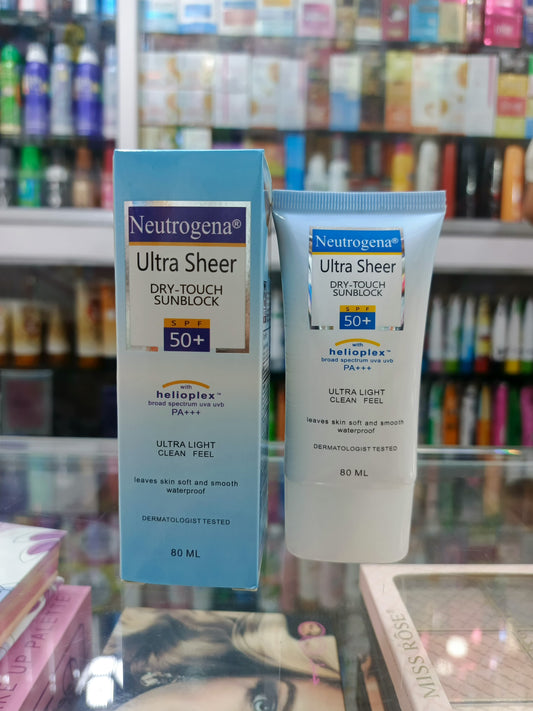 Neutrogena®
Ultra Sheer
DRY-TOUCH
SUNBLOCK
SPF
50+
with
helioplex™
broad spectrum uva uvb
PA+++
ULTRA LIGHT
CLEAN FEEL
leaves skin soft and smooth
waterproof
DERMATOLOGIST TESTED
80 ML
Neutrogena®
Ultra Sheer
DRY-TOUCH
SUNBLOCK
SPF
50+
with
helioplex™
broad spectrum uva uvb
PA+++
ULTRA LIGHT
CLEAN FEEL
leaves skin soft and smooth
waterproof
DERMATOLOGIST TESTED
80 ML
UP PALETTE
MISS RÔSE